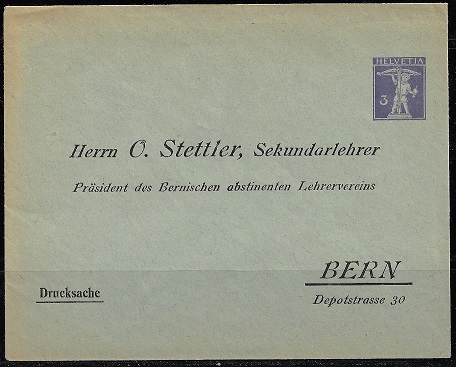 HELVETIA
3
Herrn O. Stettler, Sekundarlehrer
Präsident des Bernischen abstinenten Lehrervereins
BERN
Depotstrasse 30
Drucksache